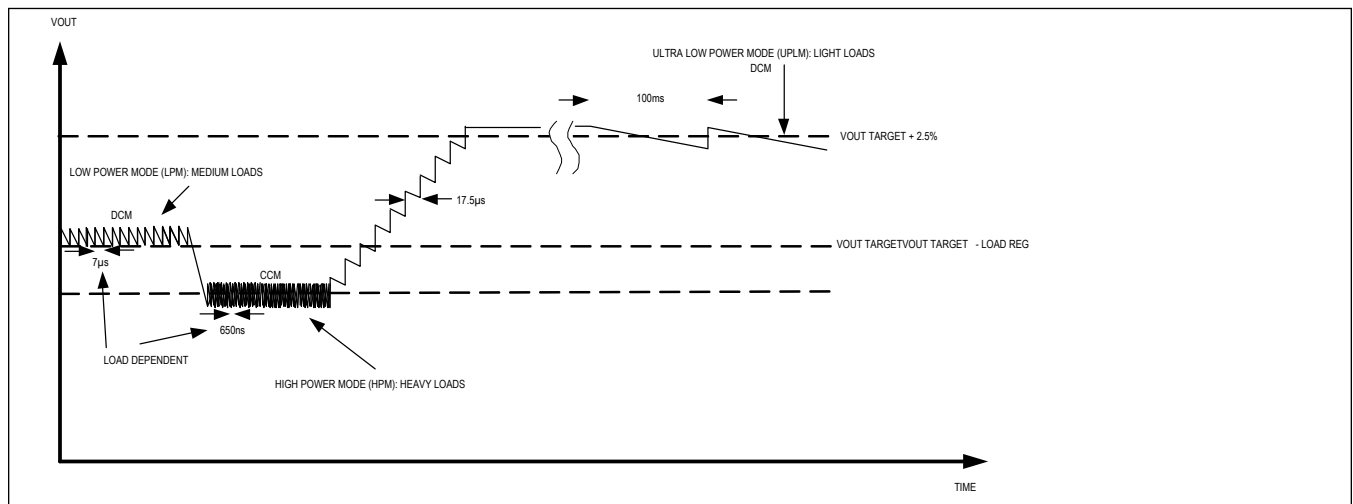 VOUT
ULTRA LOW POWER MODE (UPLM): LIGHT LOADS
DCM
100ms
VOUT TARGET + 2.5%
LOW POWER MODE (LPM): MEDIUM LOADS
17.5µs
DCM
VOUT TARGETVOUT TARGET - LOAD REG
7µs
CCM
650ns
LOAD DEPENDENT
HIGH POWER MODE (HPM): HEAVY LOADS
TIME